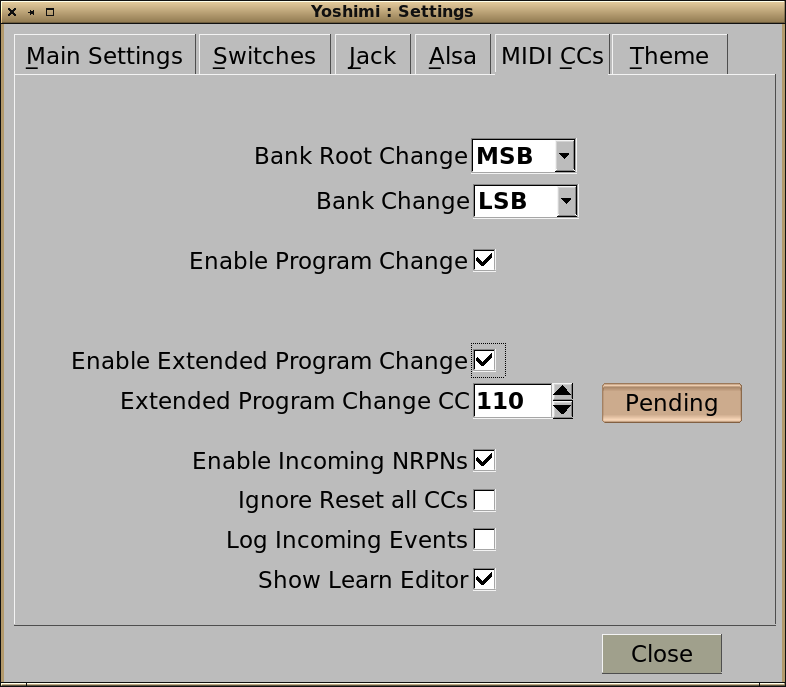 Yoshimi : Settings
Main Settings Switches Jack Alsa MIDI CCs Theme
Bank Root Change MSB
Bank Change LSB
Enable Program Change
Enable Extended Program Change
Extended Program Change CC 110 Pending
Enable Incoming NRPNs
Ignore Reset all CCs
Log Incoming Events
Show Learn Editor
Close